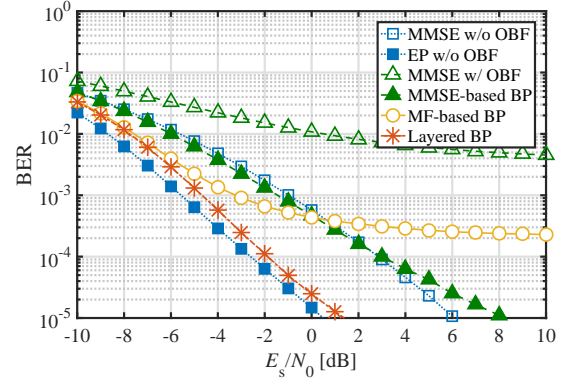 10^0
10^-1
10^-2
10^-3
10^-4
10^-5
BER
MMSE w/o OBF
EP w/o OBF
MMSE w/ OBF
MMSE-based BP
MF-based BP
Layered BP
-10 -8 -6 -4 -2 0 2 4 6 8 10
E_s/N_0 [dB]